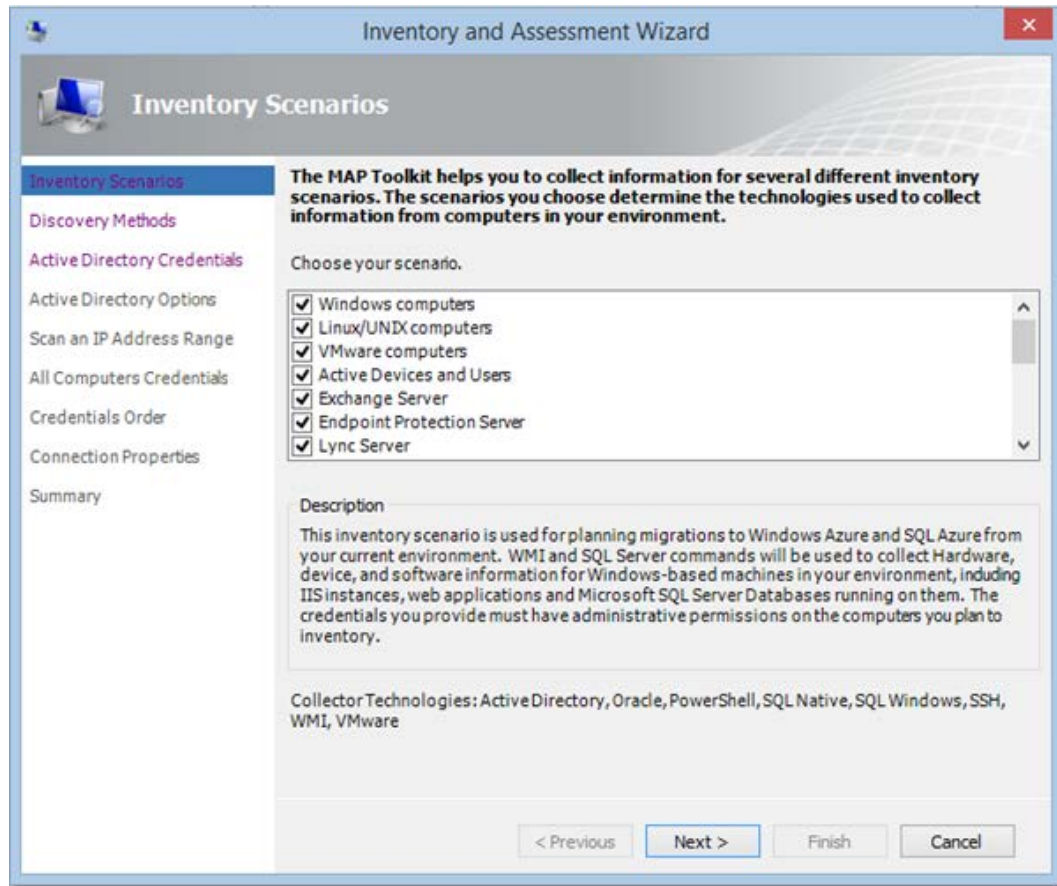 Inventory and Assessment Wizard
Inventory Scenarios
Inventory Scenarios
Discovery Methods
Active Directory Credentials
Active Directory Options
Scan an IP Address Range
All Computers Credentials
Credentials Order
Connection Properties
Summary
The MAP Toolkit helps you to collect information for several different inventory
scenarios. The scenarios you choose determine the technologies used to collect
information from computers in your environment.
Choose your scenario.
Windows computers
Linux/UNIX computers
VMware computers
Active Devices and Users
Exchange Server
Endpoint Protection Server
Lync Server
Description
This inventory scenario is used for planning migrations to Windows Azure and SQL Azure from
your current environment. WMI and SQL Server commands will be used to collect Hardware,
device, and software information for Windows-based machines in your environment, including
IIS instances, web applications and Microsoft SQL Server Databases running on them. The
credentials you provide must have administrative permissions on the computers you plan to
inventory.
Collector Technologies: Active Directory, Oracle, PowerShell, SQL Native, SQL Windows, SSH,
WMI, VMware
< Previous
Next >
Finish
Cancel